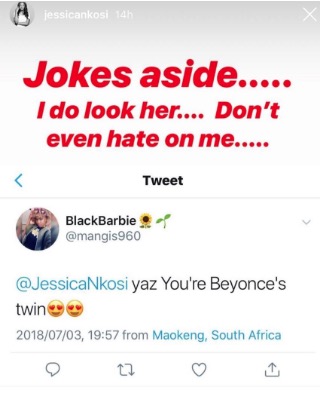 jessicankosi 14h
Jokes aside.....
I do look her.... Don't
even hate on me.....
Tweet
BlackBarbie🌻🌱
@mangis960
@JessicaNkosi yaz You're Beyonce's
twin😍😍
2018/07/03, 19:57 from Maokeng, South Africa